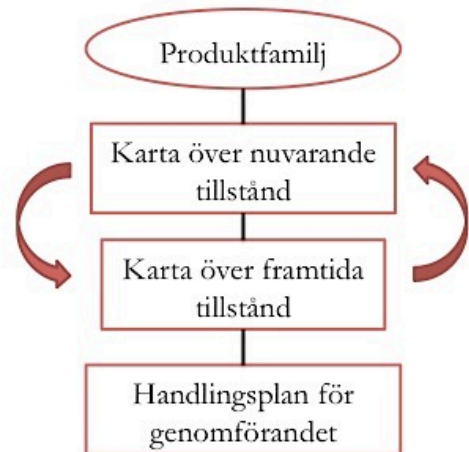 Produktfamilj
Karta över nuvarande
tillstånd
Karta över framtida
tillstånd
Handlingsplan för
genomförandet